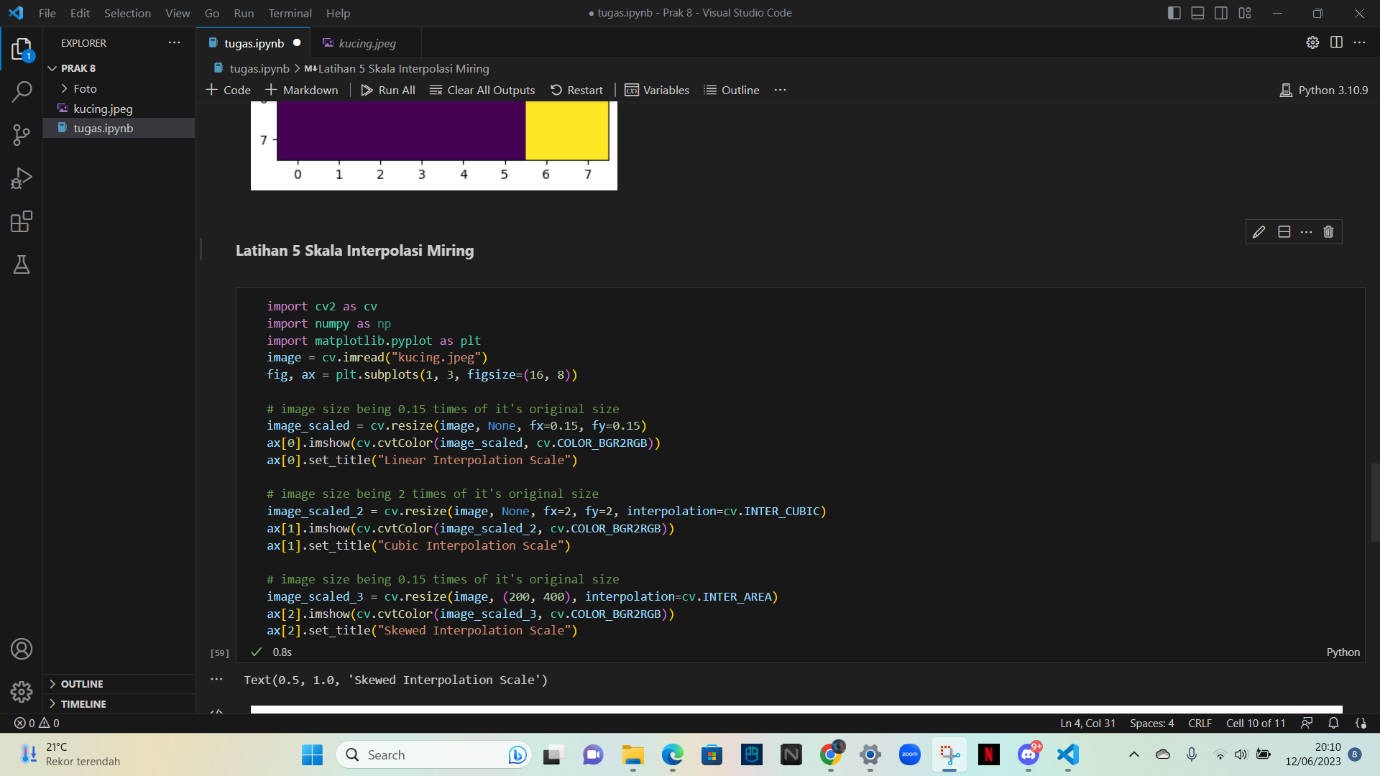 File Edit Selection View Go Run Terminal Help
● tugas.ipynb - Prak 8 - Visual Studio Code
EXPLORER
tugas.ipynb ●
kucing.jpeg
PRAK 8
tugas.ipynb > M↓Latihan 5 Skala Interpolasi Miring
Foto
+ Code + Markdown Run All Clear All Outputs Restart Variables Outline ...
Python 3.10.9
kucing.jpeg
tugas.ipynb
1
7
0 1 2 3 4 5 6 7
Latihan 5 Skala Interpolasi Miring
import cv2 as cv
import numpy as np
import matplotlib.pyplot as plt
image = cv.imread("kucing.jpeg")
fig, ax = plt.subplots(1, 3, figsize=(16, 8))
# image size being 0.15 times of it's original size
image_scaled = cv.resize(image, None, fx=0.15, fy=0.15)
ax[0].imshow(cv.cvtColor(image_scaled, cv.COLOR_BGR2RGB))
ax[0].set_title("Linear Interpolation Scale")
# image size being 2 times of it's original size
image_scaled_2 = cv.resize(image, None, fx=2, fy=2, interpolation=cv.INTER_CUBIC)
ax[1].imshow(cv.cvtColor(image_scaled_2, cv.COLOR_BGR2RGB))
ax[1].set_title("Cubic Interpolation Scale")
# image size being 0.15 times of it's original size
image_scaled_3 = cv.resize(image, (200, 400), interpolation=cv.INTER_AREA)
ax[2].imshow(cv.cvtColor(image_scaled_3, cv.COLOR_BGR2RGB))
ax[2].set_title("Skewed Interpolation Scale")
[59] ✓ 0.8s
Python
Text(0.5, 1.0, 'Skewed Interpolation Scale')
OUTLINE
TIMELINE
0 0
Ln 4, Col 31 Spaces: 4 CRLF Cell 10 of 11
21°C
Rekor terendah
Search
zoom
N
9+
20:10
12/06/2023
8